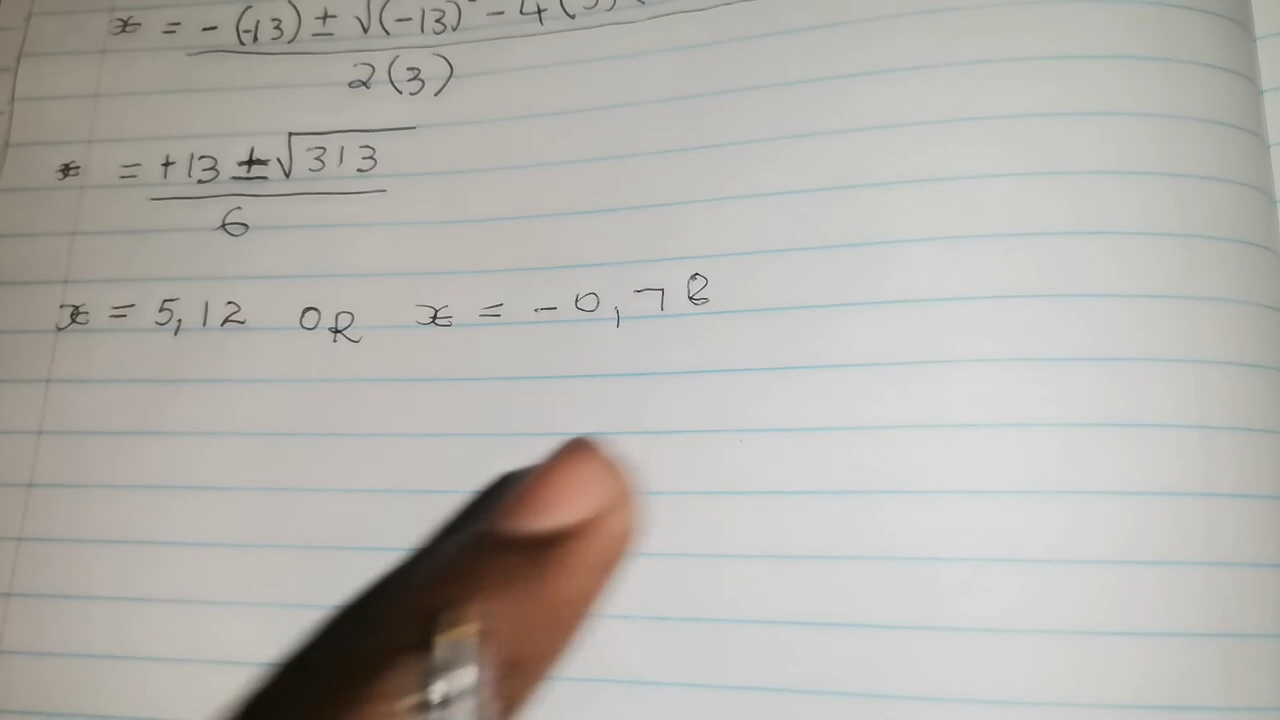 x = -(-13) ± √(-13)² - 4(3)
2(3)
x = +13 ± √313
6
x = 5,12 OR x = -0,78